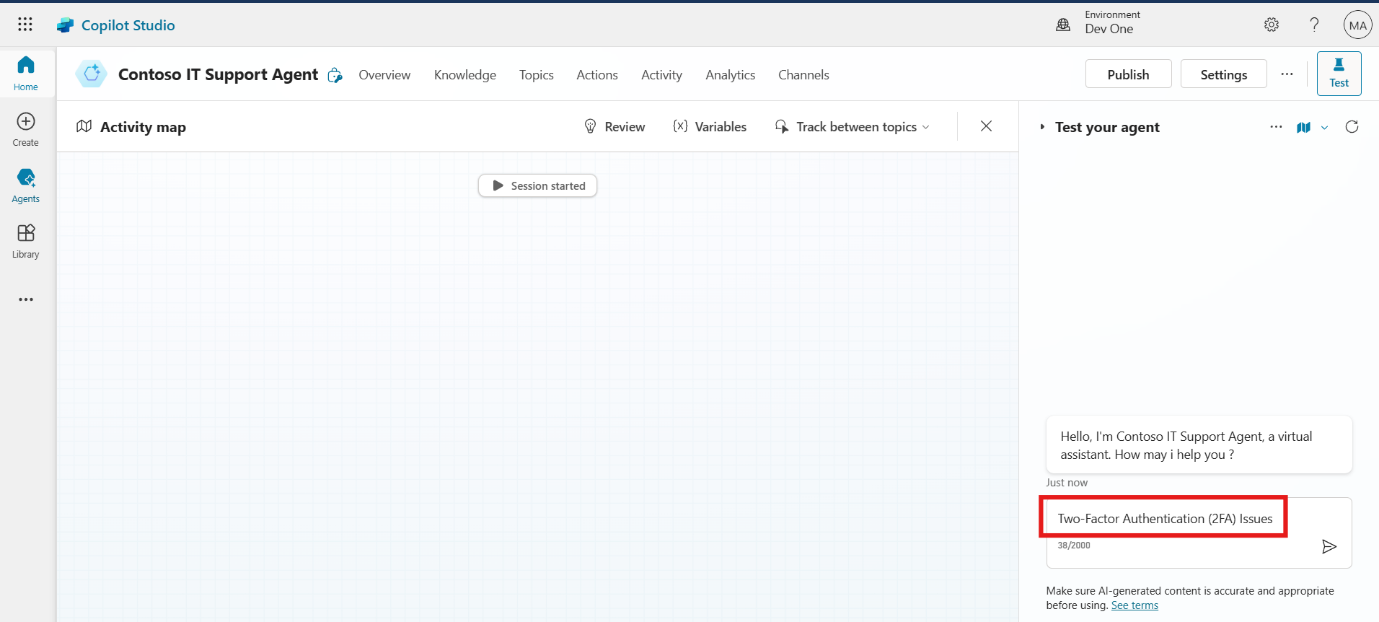 Copilot Studio
Environment
Dev One
MA
Home
Create
Agents
Library
Contoso IT Support Agent
Overview
Knowledge
Topics
Actions
Activity
Analytics
Channels
Publish
Settings
Test
Activity map
Review
Variables
Track between topics
Session started
Test your agent
Hello, I'm Contoso IT Support Agent, a virtual
assistant. How may i help you ?
Just now
Two-Factor Authentication (2FA) Issues
38/2000
Make sure AI-generated content is accurate and appropriate
before using. See terms